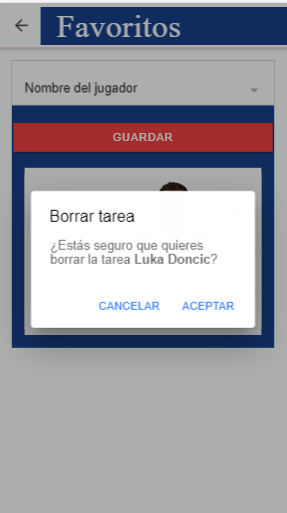 Favoritos
Nombre del jugador
GUARDAR
Borrar tarea
¿Estás seguro que quieres
borrar la tarea Luka Doncic?
CANCELAR ACEPTAR